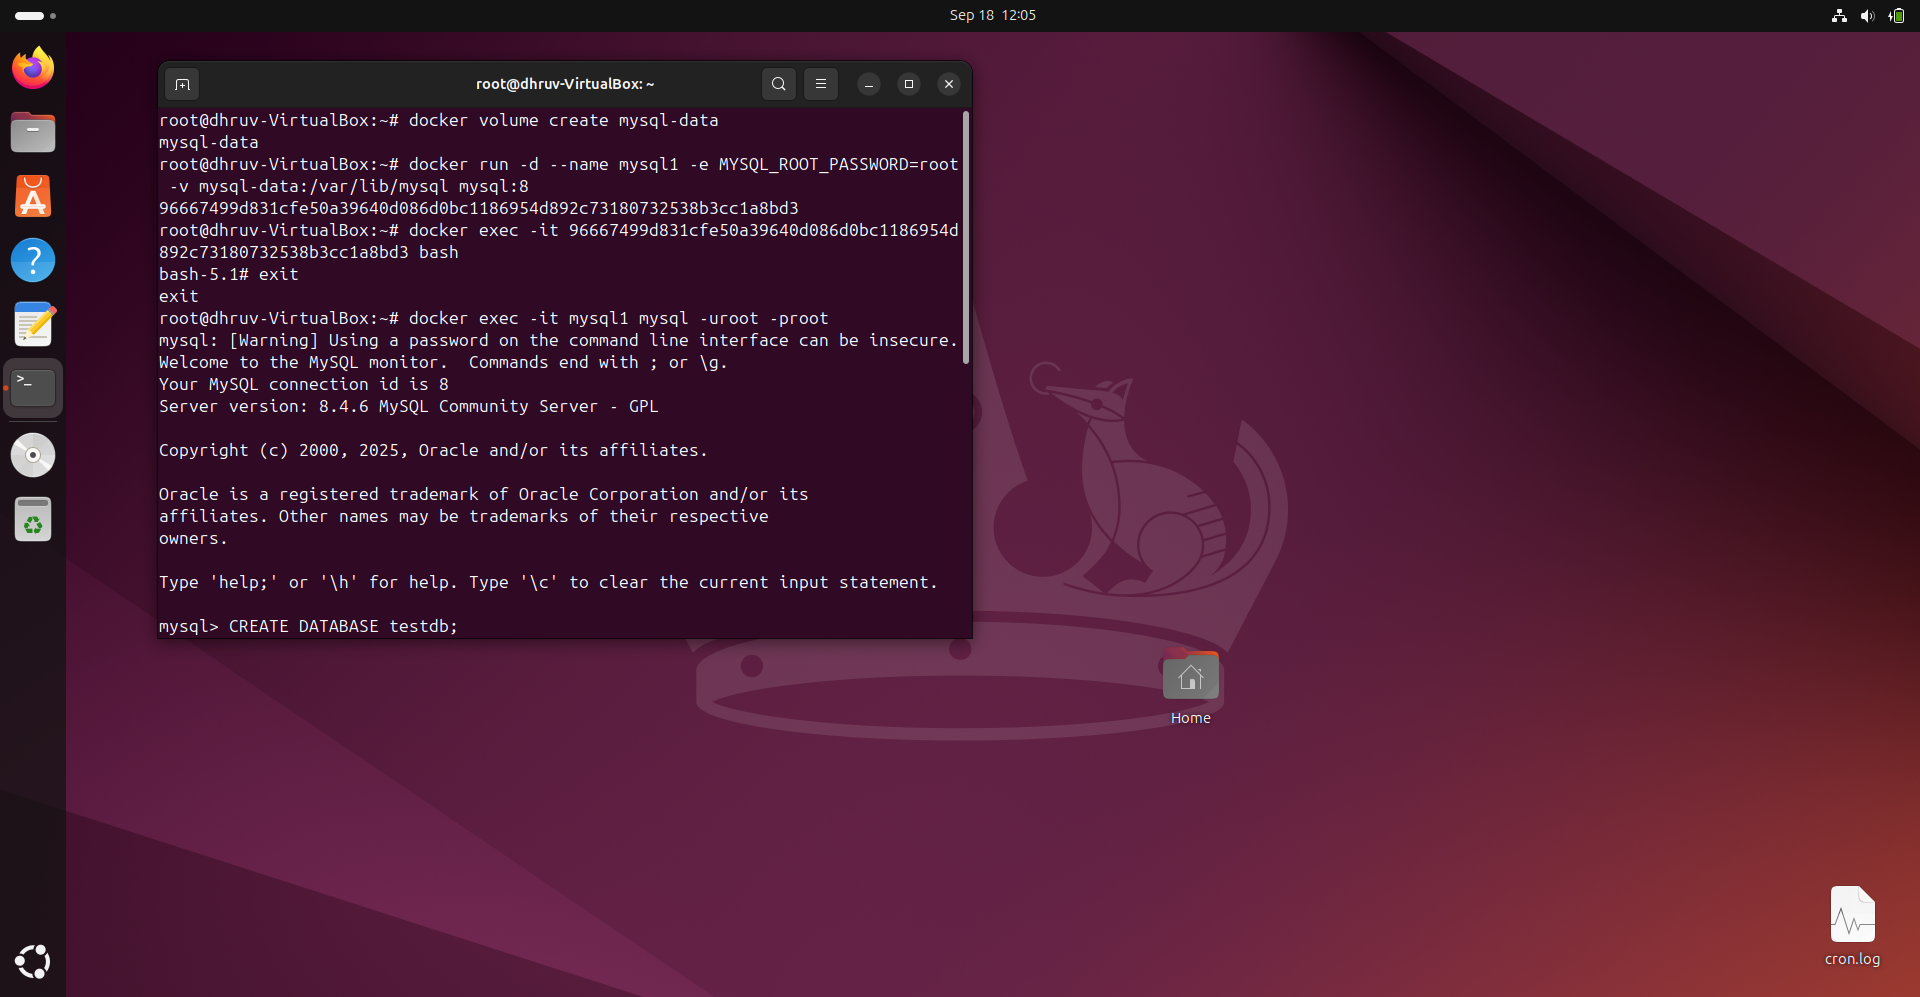 Sep 18 12:05
root@dhruv-VirtualBox: ~
root@dhruv-VirtualBox:~# docker volume create mysql-data
mysql-data
root@dhruv-VirtualBox:~# docker run -d --name mysql1 -e MYSQL_ROOT_PASSWORD=root
-v mysql-data:/var/lib/mysql mysql:8
96667499d831cfe50a39640d086d0bc1186954d892c73180732538b3cc1a8bd3
root@dhruv-VirtualBox:~# docker exec -it 96667499d831cfe50a39640d086d0bc1186954d
892c73180732538b3cc1a8bd3 bash
bash-5.1# exit
exit
root@dhruv-VirtualBox:~# docker exec -it mysql1 mysql -uroot -proot
mysql: [Warning] Using a password on the command line interface can be insecure.
Welcome to the MySQL monitor.  Commands end with ; or \g.
Your MySQL connection id is 8
Server version: 8.4.6 MySQL Community Server - GPL
Copyright (c) 2000, 2025, Oracle and/or its affiliates.
Oracle is a registered trademark of Oracle Corporation and/or its
affiliates. Other names may be trademarks of their respective
owners.
Type 'help;' or '\h' for help. Type '\c' to clear the current input statement.
mysql> CREATE DATABASE testdb;
Home
cron.log